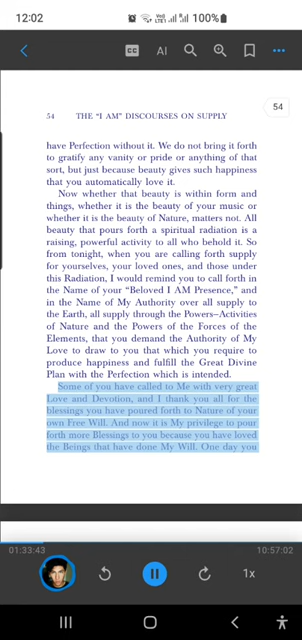 12:02
100%
CC
AI
54
54 THE “I AM” DISCOURSES ON SUPPLY
have Perfection without it. We do not bring it forth
to gratify any vanity or pride or anything of that
sort, but just because beauty gives such happiness
that you automatically love it.
Now whether that beauty is within form and
things, whether it is the beauty of your music or
whether it is the beauty of Nature, matters not. All
beauty that pours forth a spiritual radiation is a
raising, powerful activity to all who behold it. So
from tonight, when you are calling forth supply
for yourselves, your loved ones, and those under
this Radiation, I would remind you to call forth in
the Name of your “Beloved I AM Presence,” and
in the Name of My Authority over all supply to
the Earth, all supply through the Powers–Activities
of Nature and the Powers of the Forces of the
Elements, that you demand the Authority of My
Love to draw to you that which you require to
produce happiness and fulfill the Great Divine
Plan with the Perfection which is intended.
Some of you have called to Me with very great
Love and Devotion, and I thank you all for the
blessings you have poured forth to Nature of your
own Free Will. And now it is My privilege to pour
forth more Blessings to you because you have loved
the Beings that have done My Will. One day you
01:33:43
10:57:02
1x